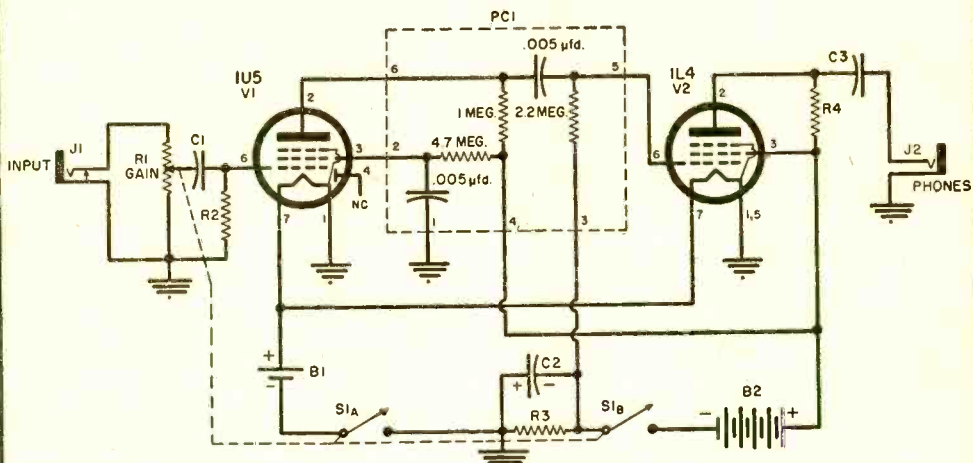 PC1
.005 µfd.
6
5
1U5
V1
1L4
V2
C3
2
1 MEG.
2.2 MEG.
2
R4
J1
INPUT
R1
GAIN
C1
6
3
2
4.7 MEG.
6
3
J2
4
.005 µfd.
PHONES
R2
NC
7
1
1
4
3
7
1,5
+
B1
-
C2
+
-
B2
S1A
R3
S1B
-
+